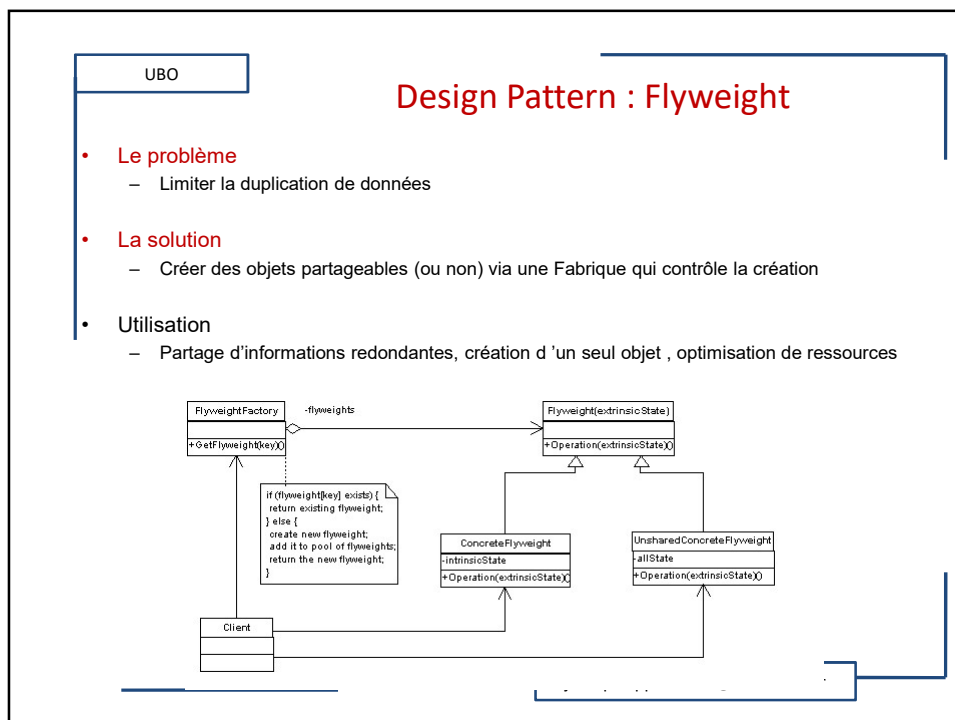 UBO
Design Pattern : Flyweight
• Le problème
– Limiter la duplication de données
• La solution
– Créer des objets partageables (ou non) via une Fabrique qui contrôle la création
• Utilisation
– Partage d’informations redondantes, création d ’un seul objet , optimisation de ressources
FlyweightFactory
+GetFlyweight(key)()
-flyweights
Flyweight(extrinsicState)
+Operation(extrinsicState)()
if (flyweight[key] exists) {
return existing flyweight;
} else {
create new flyweight;
add it to pool of flyweights;
return the new flyweight;
}
ConcreteFlyweight
-intrinsicState
+Operation(extrinsicState)()
UnsharedConcreteFlyweight
-allState
+Operation(extrinsicState)()
Client